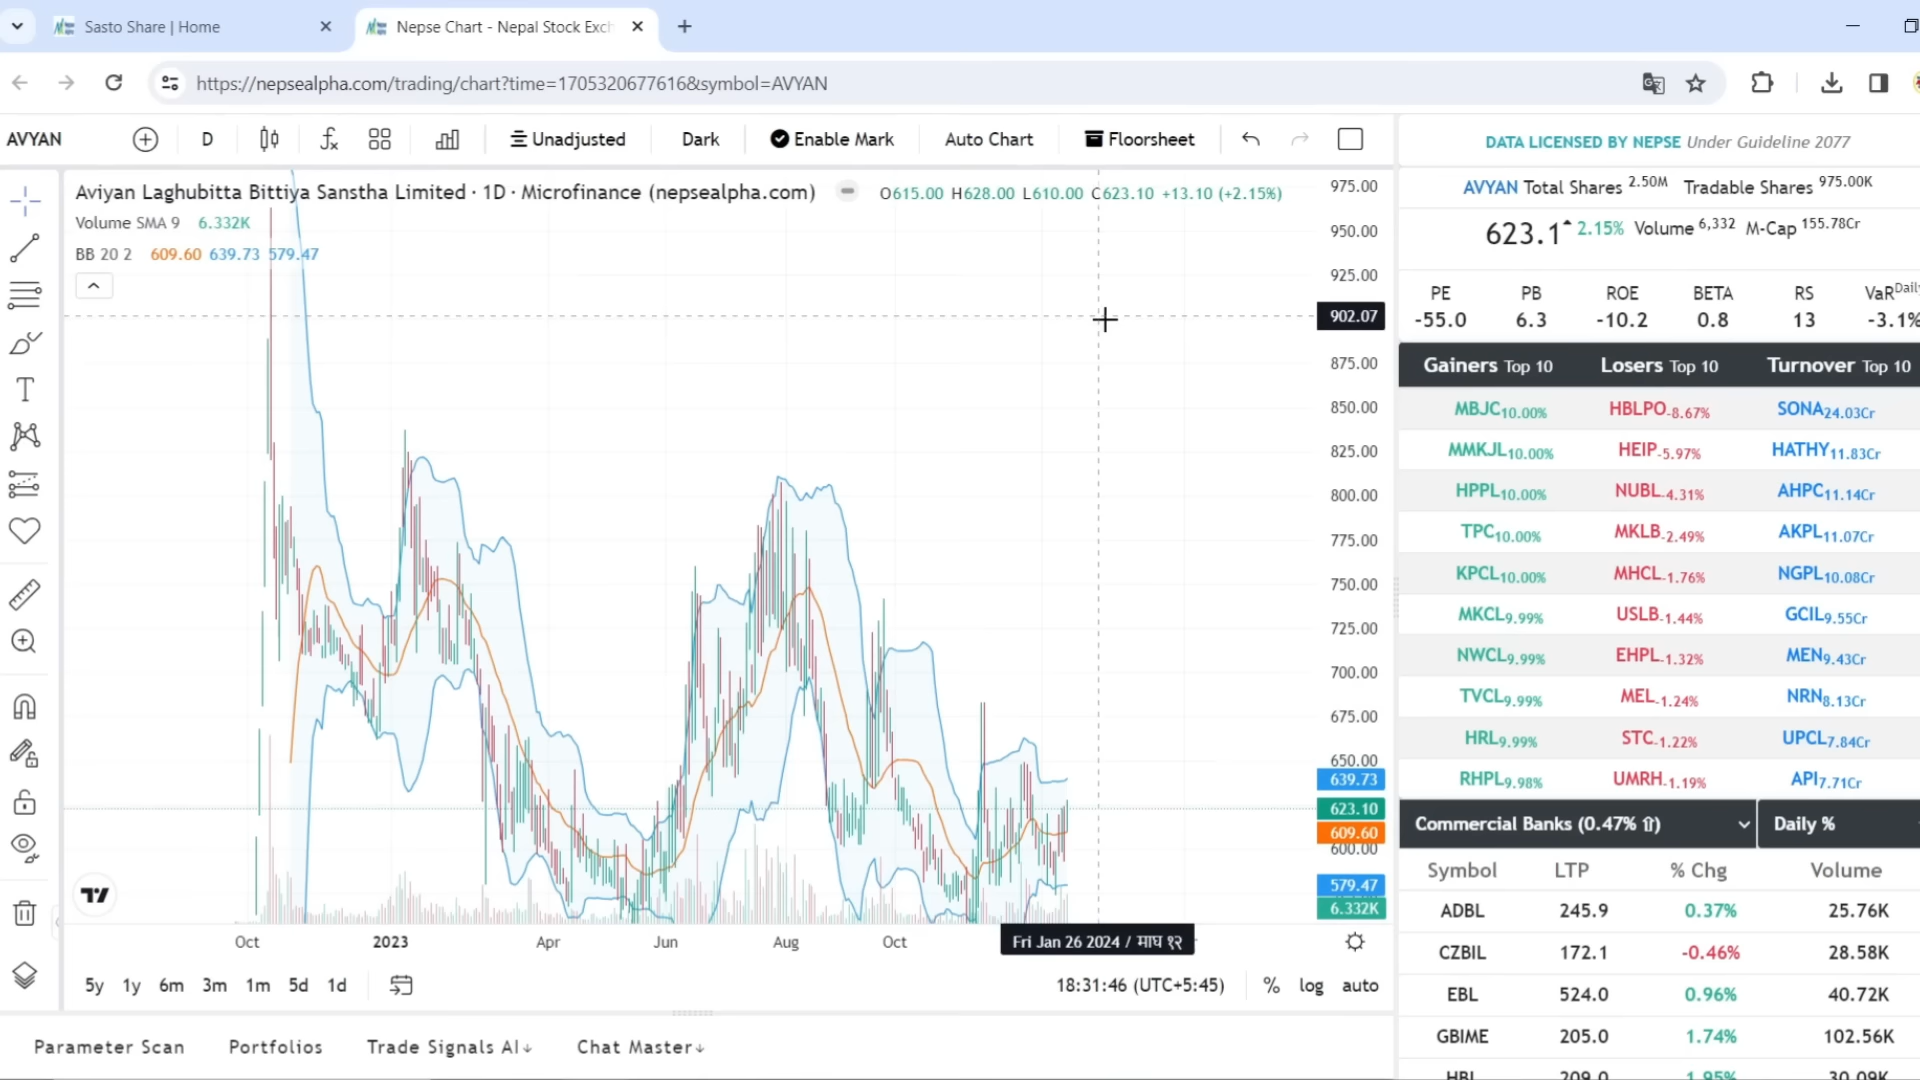 Sasto Share | Home
Nepse Chart - Nepal Stock Exch
https://nepsealpha.com/trading/chart?time=1705320677616&symbol=AVYAN
AVYAN D Unadjusted Dark Enable Mark Auto Chart Floorsheet
DATA LICENSED BY NEPSE Under Guideline 2077
Aviyan Laghubitta Bittiya Sanstha Limited · 1D · Microfinance (nepsealpha.com) O615.00 H628.00 L610.00 C623.10 +13.10 (+2.15%)
Volume SMA 9 6.332K
BB 20 2 609.60 639.73 579.47
975.00
950.00
925.00
902.07
875.00
850.00
825.00
800.00
775.00
750.00
725.00
700.00
675.00
650.00
639.73
623.10
609.60
600.00
579.47
6.332K
Oct 2023 Apr Jun Aug Oct Fri Jan 26 2024 / माघ १२
5y 1y 6m 3m 1m 5d 1d 18:31:46 (UTC+5:45) % log auto
Parameter Scan Portfolios Trade Signals AI↓ Chat Master↓
AVYAN Total Shares 2.50M Tradable Shares 975.00K
623.1 2.15% Volume 6,332 M-Cap 155.78Cr
PE PB ROE BETA RS VaR Daily
-55.0 6.3 -10.2 0.8 13 -3.1%
Gainers Top 10 Losers Top 10 Turnover Top 10
MBJC10.00% HBLPO-8.67% SONA24.03Cr
MMKJL10.00% HEIP-5.97% HATHY11.83Cr
HPPL10.00% NUBL-4.31% AHPC11.14Cr
TPC10.00% MKLB-2.49% AKPL11.07Cr
KPCL10.00% MHCL-1.76% NGPL10.08Cr
MKCL9.99% USLB-1.44% GCIL9.55Cr
NWCL9.99% EHPL-1.32% MEN9.43Cr
TVCL9.99% MEL-1.24% NRN8.13Cr
HRL9.99% STC-1.22% UPCL7.84Cr
RHPL9.98% UMRH-1.19% API7.71Cr
Commercial Banks (0.47% ⇧) Daily %
Symbol LTP % Chg Volume
ADBL 245.9 0.37% 25.76K
CZBIL 172.1 -0.46% 28.58K
EBL 524.0 0.96% 40.72K
GBIME 205.0 1.74% 102.56K
HBL 209.0 1.95% 30.09K